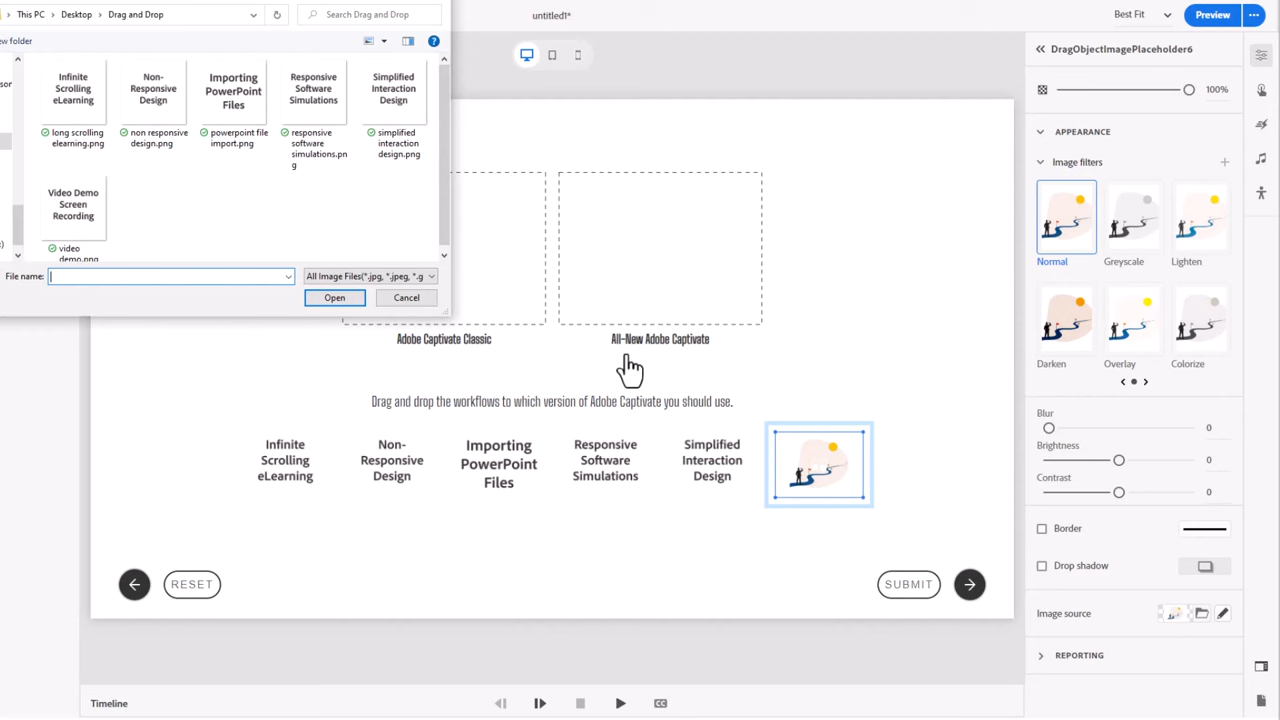 This PC > Desktop > Drag and Drop
Search Drag and Drop
untitled1*
Best Fit
Preview
ew folder
Infinite
Scrolling
eLearning
Non-
Responsive
Design
Importing
PowerPoint
Files
Responsive
Software
Simulations
Simplified
Interaction
Design
long scrolling
elearning.png
non responsive
design.png
powerpoint file
import.png
responsive
software
simulations.pn
g
simplified
interaction
design.png
Video Demo
Screen
Recording
video
demo.png
File name:
All Image Files(*.jpg, *.jpeg, *.g
Open
Cancel
Adobe Captivate Classic
All-New Adobe Captivate
Drag and drop the workflows to which version of Adobe Captivate you should use.
Infinite
Scrolling
eLearning
Non-
Responsive
Design
Importing
PowerPoint
Files
Responsive
Software
Simulations
Simplified
Interaction
Design
RESET
SUBMIT
Timeline
CC
DragObjectImagePlaceholder6
100%
APPEARANCE
Image filters
Normal
Greyscale
Lighten
Darken
Overlay
Colorize
Blur
0
Brightness
0
Contrast
0
Border
Drop shadow
Image source
REPORTING